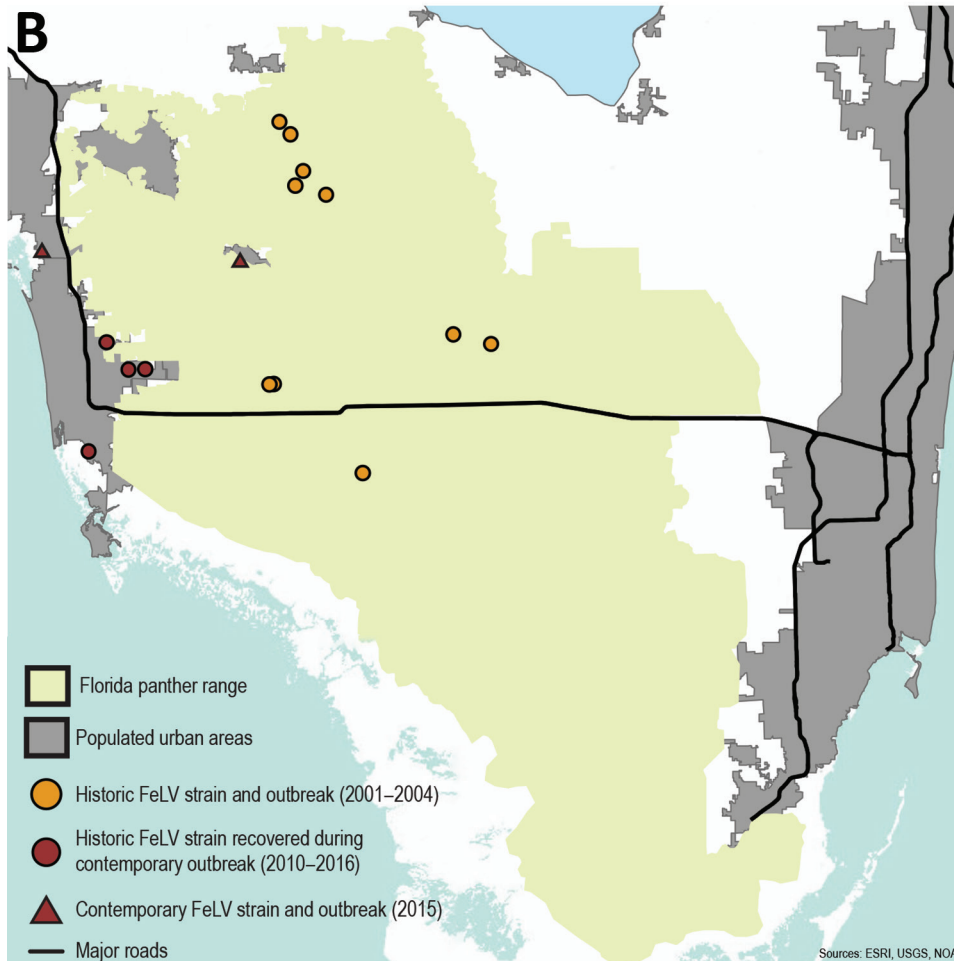 B
Florida panther range
Populated urban areas
Historic FeLV strain and outbreak (2001–2004)
Historic FeLV strain recovered during
contemporary outbreak (2010–2016)
Contemporary FeLV strain and outbreak (2015)
Major roads
Sources: ESRI, USGS, NOA